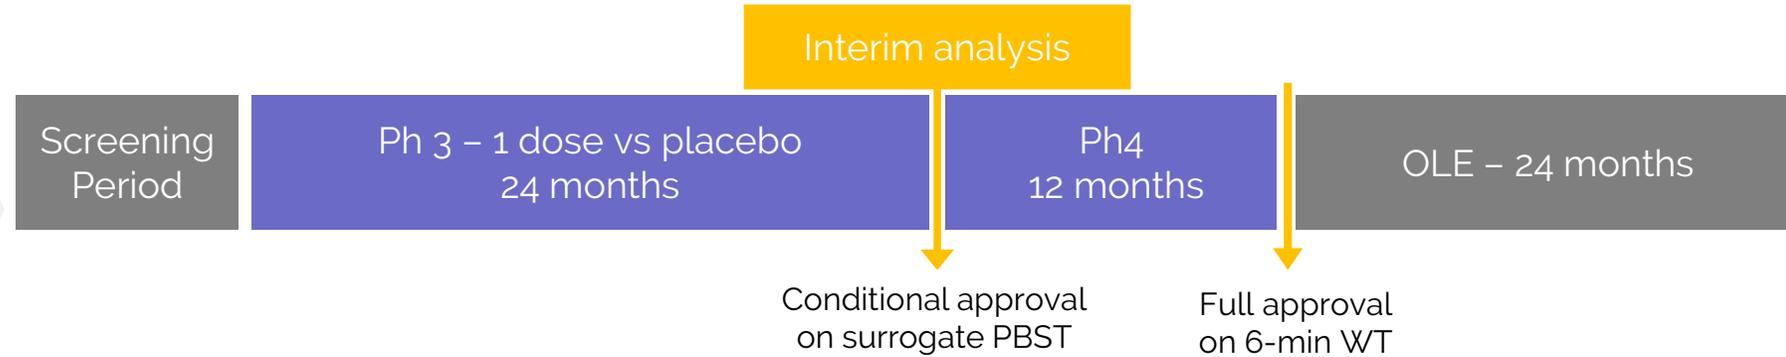 Interim analysis
Screening
Period
Ph 3 – 1 dose vs placebo
24 months
Ph4
12 months
OLE – 24 months
Conditional approval
on surrogate PBST
Full approval
on 6-min WT